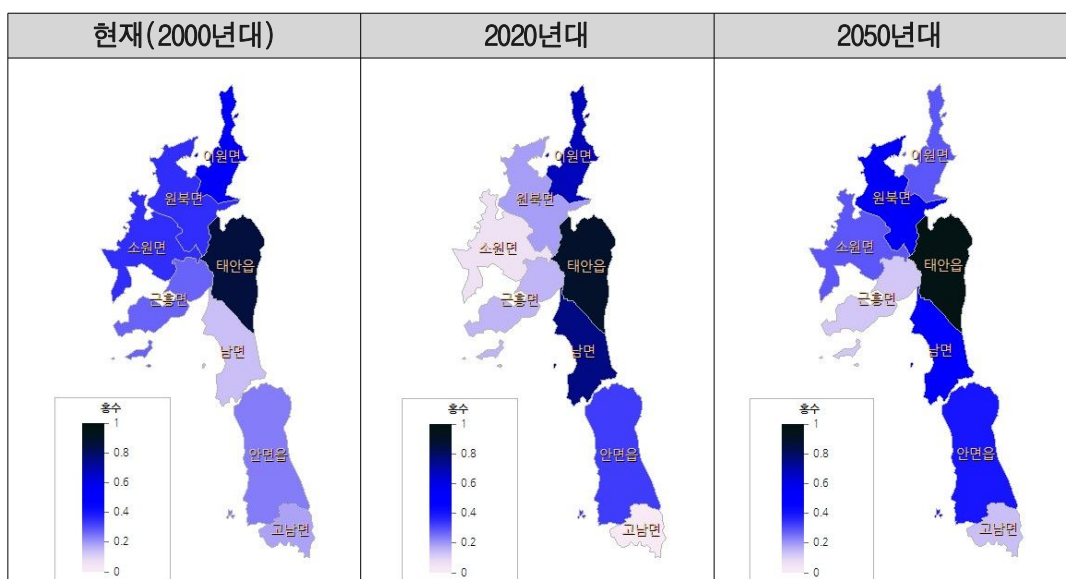 현재(2000년대)
2020년대
2050년대
이원면
원북면
소원면
태안읍
근흥면
남면
안면읍
고남면
홍수
1
0.8
0.6
0.4
0.2
0
이원면
원북면
소원면
태안읍
근흥면
남면
안면읍
고남면
홍수
1
0.8
0.6
0.4
0.2
0
이원면
원북면
소원면
태안읍
근흥면
남면
안면읍
고남면
홍수
1
0.8
0.6
0.4
0.2
0